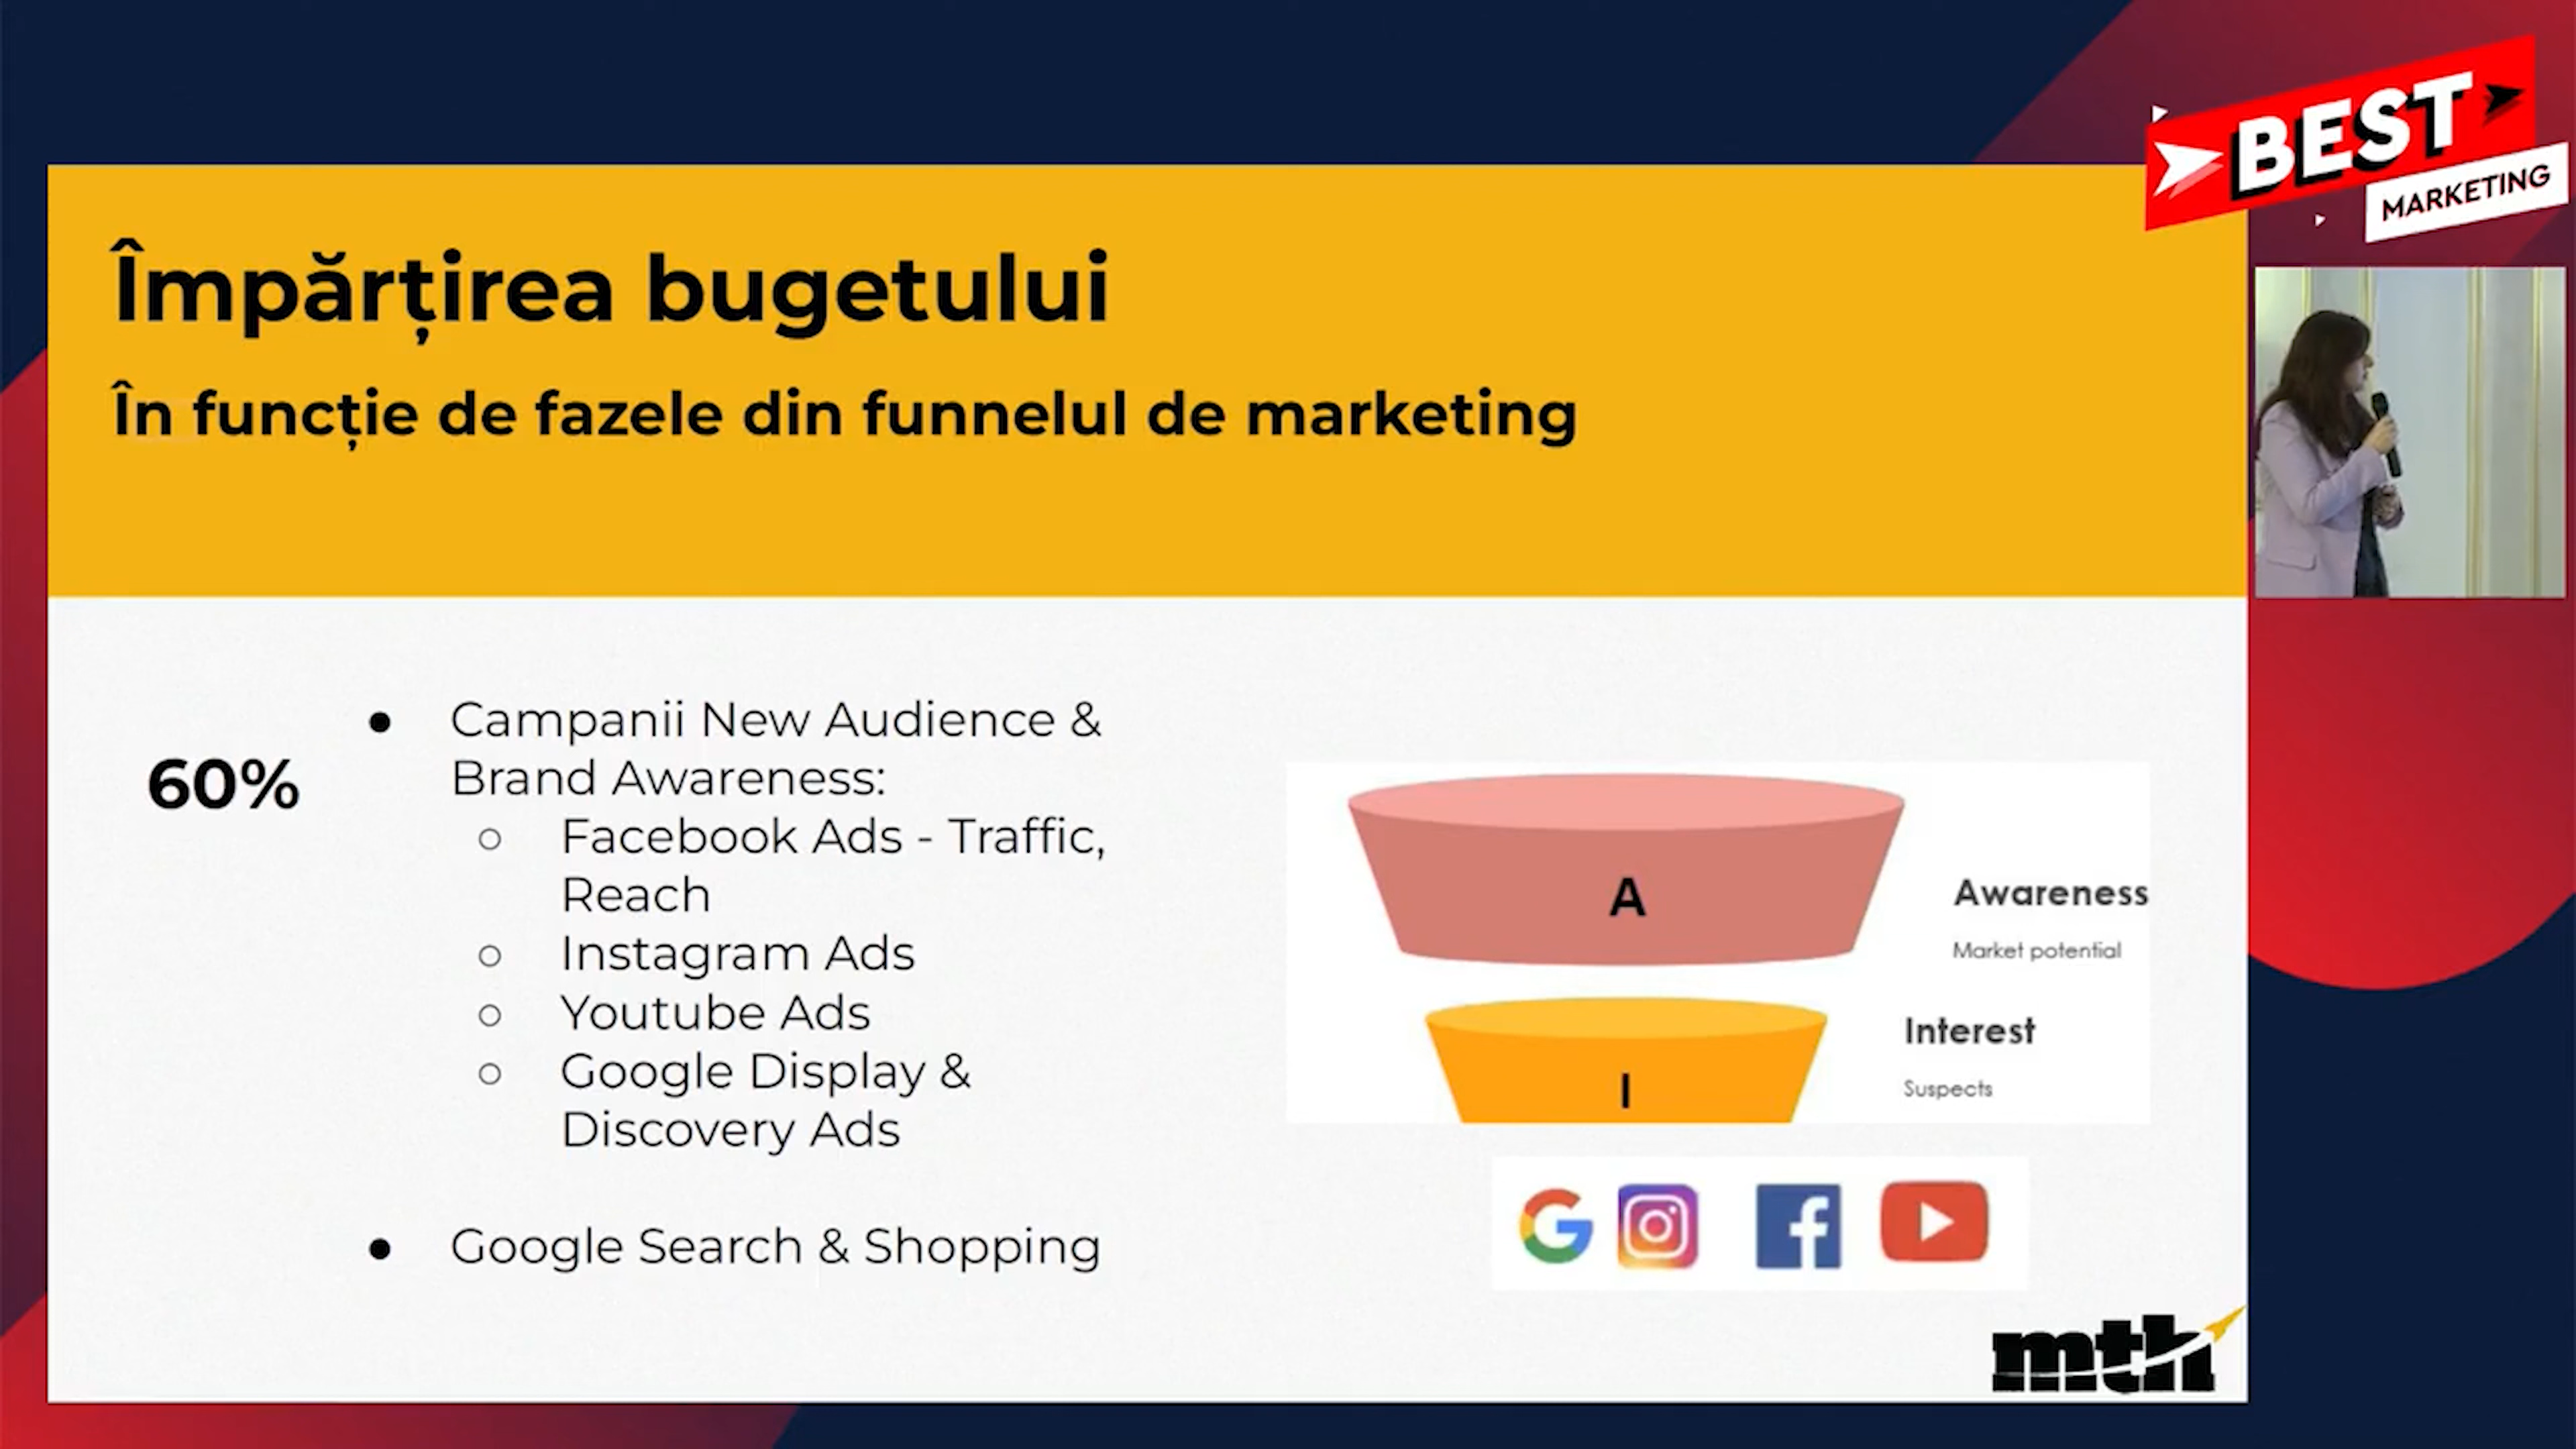 BEST
MARKETING
Împărțirea bugetului
În funcție de fazele din funnelul de marketing
60%
● Campanii New Audience &
Brand Awareness:
○ Facebook Ads - Traffic,
Reach
○ Instagram Ads
○ Youtube Ads
○ Google Display &
Discovery Ads
● Google Search & Shopping
A
Awareness
Market potential
I
Interest
Suspects
mth